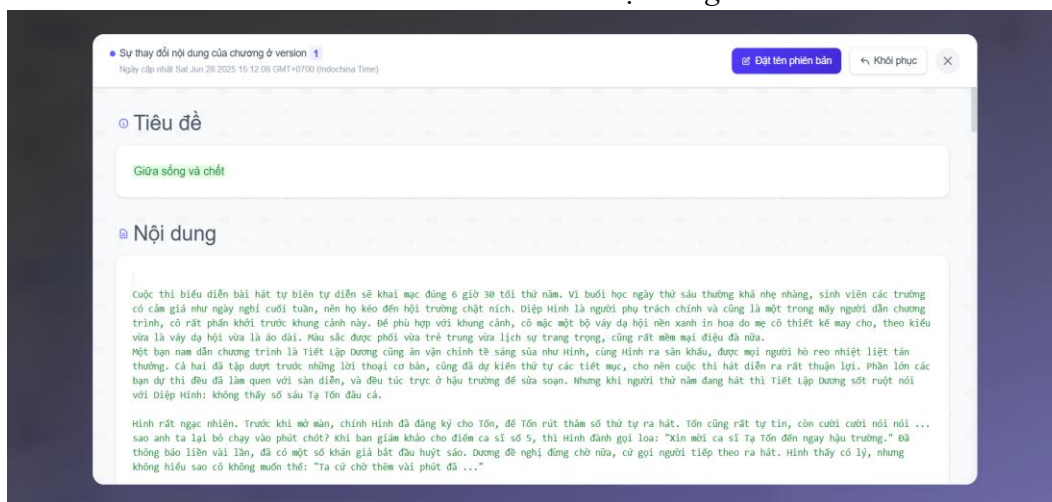 Sự thay đổi nội dung của chương ở version 1
Ngày cập nhật Sat Jun 28 2025 15:12:08 GMT+0700 (Indochina Time)
Đặt tên phiên bản
Khôi phục
Tiêu đề
Giữa sống và chết
Nội dung
Cuộc thi biểu diễn bài hát tự biên tự diễn sẽ khai mạc đúng 6 giờ 30 tối thứ năm. Vì buổi học ngày thứ sáu thường khá nhẹ nhàng, sinh viên các trường
có cảm giá như ngày nghỉ cuối tuần, nên họ kéo đến hội trường chật ních. Diệp Hinh là người phụ trách chính và cũng là một trong mấy người dẫn chương
trình, cô rất phấn khởi trước khung cảnh này. Để phù hợp với khung cảnh, cô mặc một bộ váy dạ hội nền xanh in hoa do mẹ cô thiết kế may cho, theo kiểu
vừa là váy dạ hội vừa là áo dài. Màu sắc được phối vừa trẻ trung vừa lịch sự trang trọng, cũng rất mềm mại điệu đà nữa.
Một bạn nam dẫn chương trình là Tiết Lập Dương cũng ăn vận chỉnh tề sáng sủa như Hinh, cùng Hinh ra sân khấu, được mọi người hò reo nhiệt liệt tán
thưởng. Cả hai đã tập dượt trước những lời thoại cơ bản, cũng đã dự kiến thứ tự các tiết mục, cho nên cuộc thi hát diễn ra rất thuận lợi. Phần lớn các
bạn dự thi đều đã làm quen với sàn diễn, và đều túc trực ở hậu trường để sửa soạn. Nhưng khi người thứ năm đang hát thì Tiết Lập Dương sốt ruột nói
với Diệp Hinh: không thấy số sáu Tạ Tốn đâu cả.
Hinh rất ngạc nhiên. Trước khi mở màn, chính Hinh đã đăng ký cho Tốn, để Tốn rút thăm số thứ tự ra hát. Tốn cũng rất tự tin, còn cười cười nói nói ...
sao anh ta lại bỏ chạy vào phút chót? Khi ban giám khảo cho điểm ca sĩ số 5, thì Hinh đành gọi loa: "Xin mời ca sĩ Tạ Tốn đến ngay hậu trường." Đã
thông báo liền vài lần, đã có một số khán giả bắt đầu huýt sáo. Dương đề nghị đừng chờ nữa, cứ gọi người tiếp theo ra hát. Hinh thấy có lý, nhưng
không hiểu sao cô không muốn thế: "Ta cứ chờ thêm vài phút đã ..."